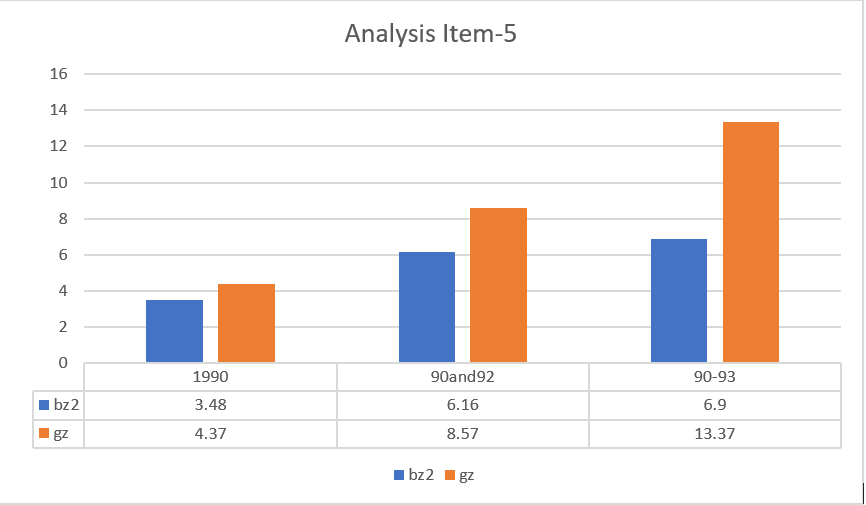 Analysis Item-5
16
14
12
10
8
6
4
2
0
1990 90and92 90-93
bz2 3.48 6.16 6.9
gz 4.37 8.57 13.37
bz2 gz